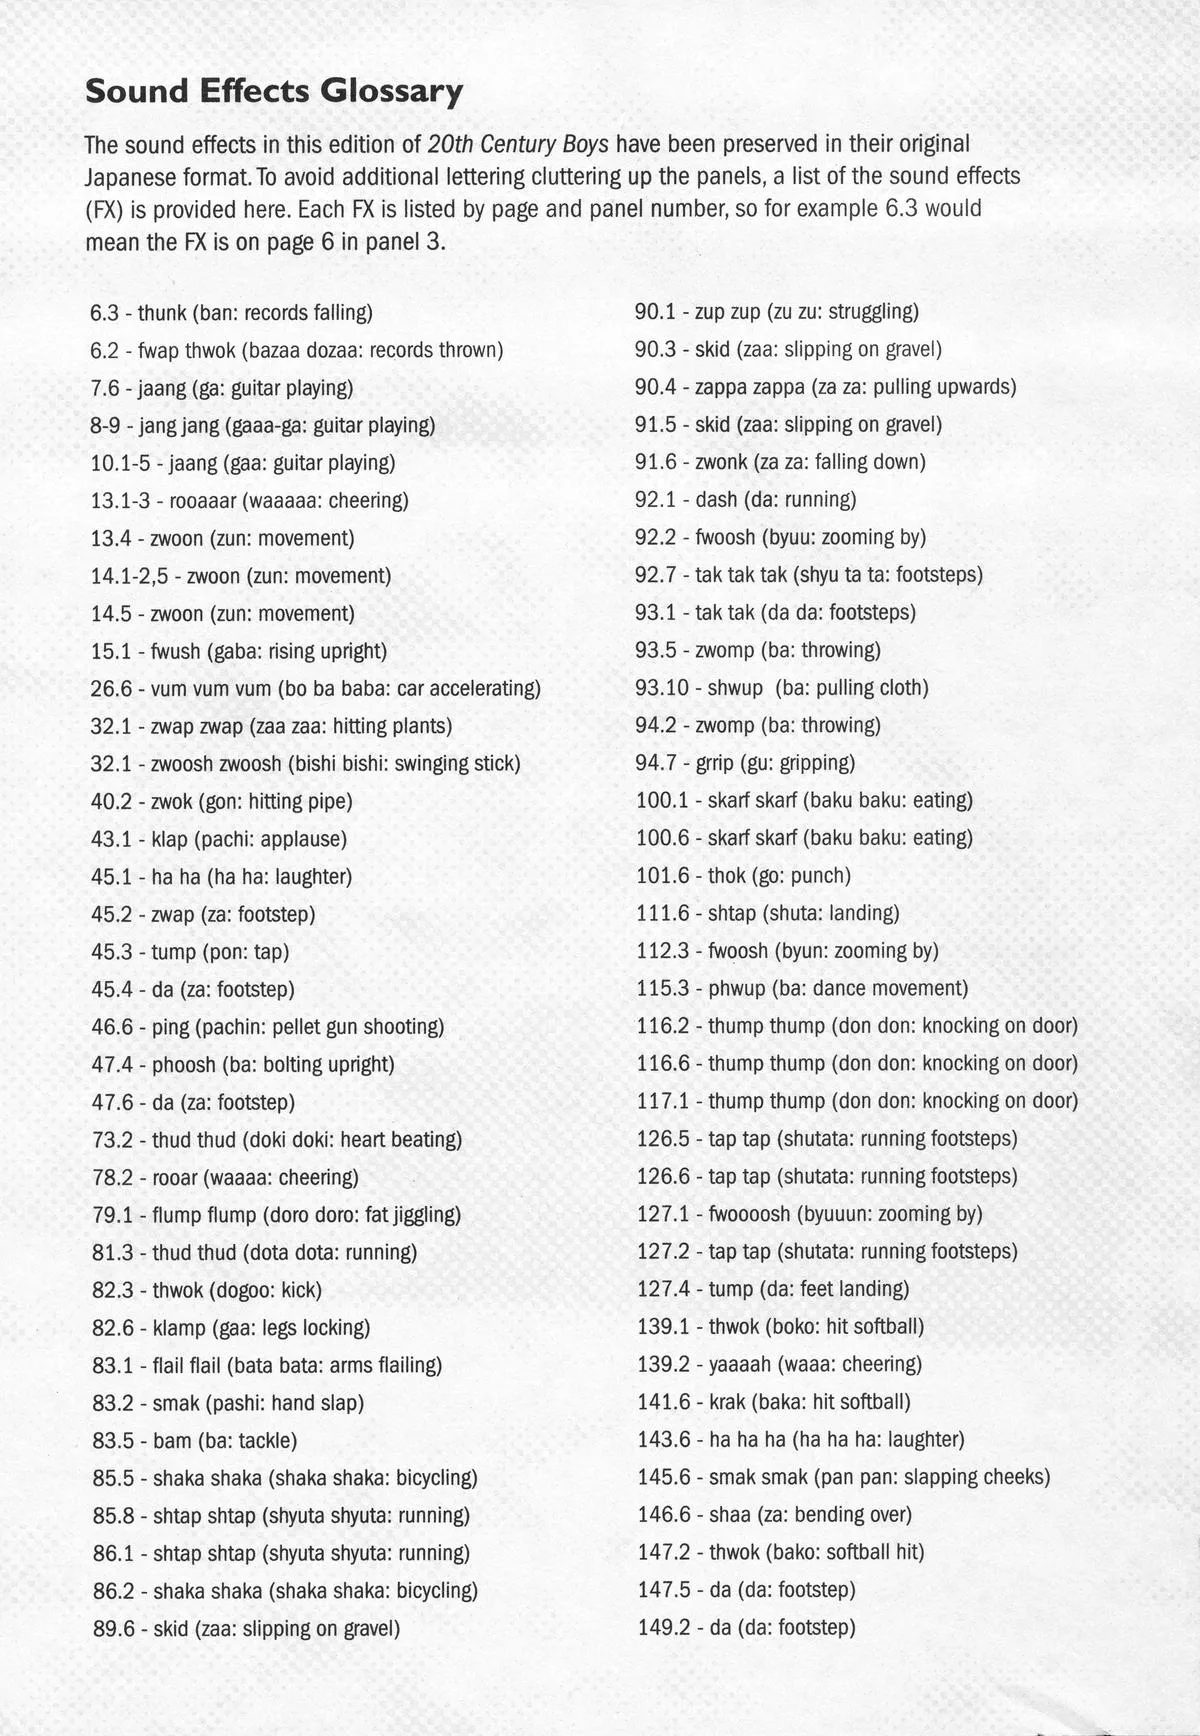 Sound Effects Glossary
The sound effects in this edition of 20th Century Boys have been preserved in their original
Japanese format. To avoid additional lettering cluttering up the panels, a list of the sound effects
(FX) is provided here. Each FX is listed by page and panel number, so for example 6.3 would
mean the FX is on page 6 in panel 3.
6.3 - thunk (ban: records falling)
6.2 - fwap thwok (bazaa dozaa: records thrown)
7.6 - jaang (ga: guitar playing)
8-9 - jang jang (gaaa-ga: guitar playing)
10.1-5 - jaang (gaa: guitar playing)
13.1-3 - rooaaar (waaaaa: cheering)
13.4 - zwoon (zun: movement)
14.1-2,5 - zwoon (zun: movement)
14.5 - zwoon (zun: movement)
15.1 - fwush (gaba: rising upright)
26.6 - vum vum vum (bo ba baba: car accelerating)
32.1 - zwap zwap (zaa zaa: hitting plants)
32.1 - zwoosh zwoosh (bishi bishi: swinging stick)
40.2 - zwok (gon: hitting pipe)
43.1 - klap (pachi: applause)
45.1 - ha ha (ha ha: laughter)
45.2 - zwap (za: footstep)
45.3 - tump (pon: tap)
45.4 - da (za: footstep)
46.6 - ping (pachin: pellet gun shooting)
47.4 - phoosh (ba: bolting upright)
47.6 - da (za: footstep)
73.2 - thud thud (doki doki: heart beating)
78.2 - rooar (waaaa: cheering)
79.1 - flump flump (doro doro: fat jiggling)
81.3 - thud thud (dota dota: running)
82.3 - thwok (dogoo: kick)
82.6 - klamp (gaa: legs locking)
83.1 - flail flail (bata bata: arms flailing)
83.2 - smak (pashi: hand slap)
83.5 - bam (ba: tackle)
85.5 - shaka shaka (shaka shaka: bicycling)
85.8 - shtap shtap (shyuta shyuta: running)
86.1 - shtap shtap (shyuta shyuta: running)
86.2 - shaka shaka (shaka shaka: bicycling)
89.6 - skid (zaa: slipping on gravel)
90.1 - zup zup (zu zu: struggling)
90.3 - skid (zaa: slipping on gravel)
90.4 - zappa zappa (za za: pulling upwards)
91.5 - skid (zaa: slipping on gravel)
91.6 - zwonk (za za: falling down)
92.1 - dash (da: running)
92.2 - fwoosh (byuu: zooming by)
92.7 - tak tak tak (shyu ta ta: footsteps)
93.1 - tak tak (da da: footsteps)
93.5 - zwomp (ba: throwing)
93.10 - shwup (ba: pulling cloth)
94.2 - zwomp (ba: throwing)
94.7 - grrip (gu: gripping)
100.1 - skarf skarf (baku baku: eating)
100.6 - skarf skarf (baku baku: eating)
101.6 - thok (go: punch)
111.6 - shtap (shuta: landing)
112.3 - fwoosh (byun: zooming by)
115.3 - phwup (ba: dance movement)
116.2 - thump thump (don don: knocking on door)
116.6 - thump thump (don don: knocking on door)
117.1 - thump thump (don don: knocking on door)
126.5 - tap tap (shutata: running footsteps)
126.6 - tap tap (shutata: running footsteps)
127.1 - fwoooosh (byuuun: zooming by)
127.2 - tap tap (shutata: running footsteps)
127.4 - tump (da: feet landing)
139.1 - thwok (boko: hit softball)
139.2 - yaaaah (waaa: cheering)
141.6 - krak (baka: hit softball)
143.6 - ha ha ha (ha ha ha: laughter)
145.6 - smak smak (pan pan: slapping cheeks)
146.6 - shaa (za: bending over)
147.2 - thwok (bako: softball hit)
147.5 - da (da: footstep)
149.2 - da (da: footstep)